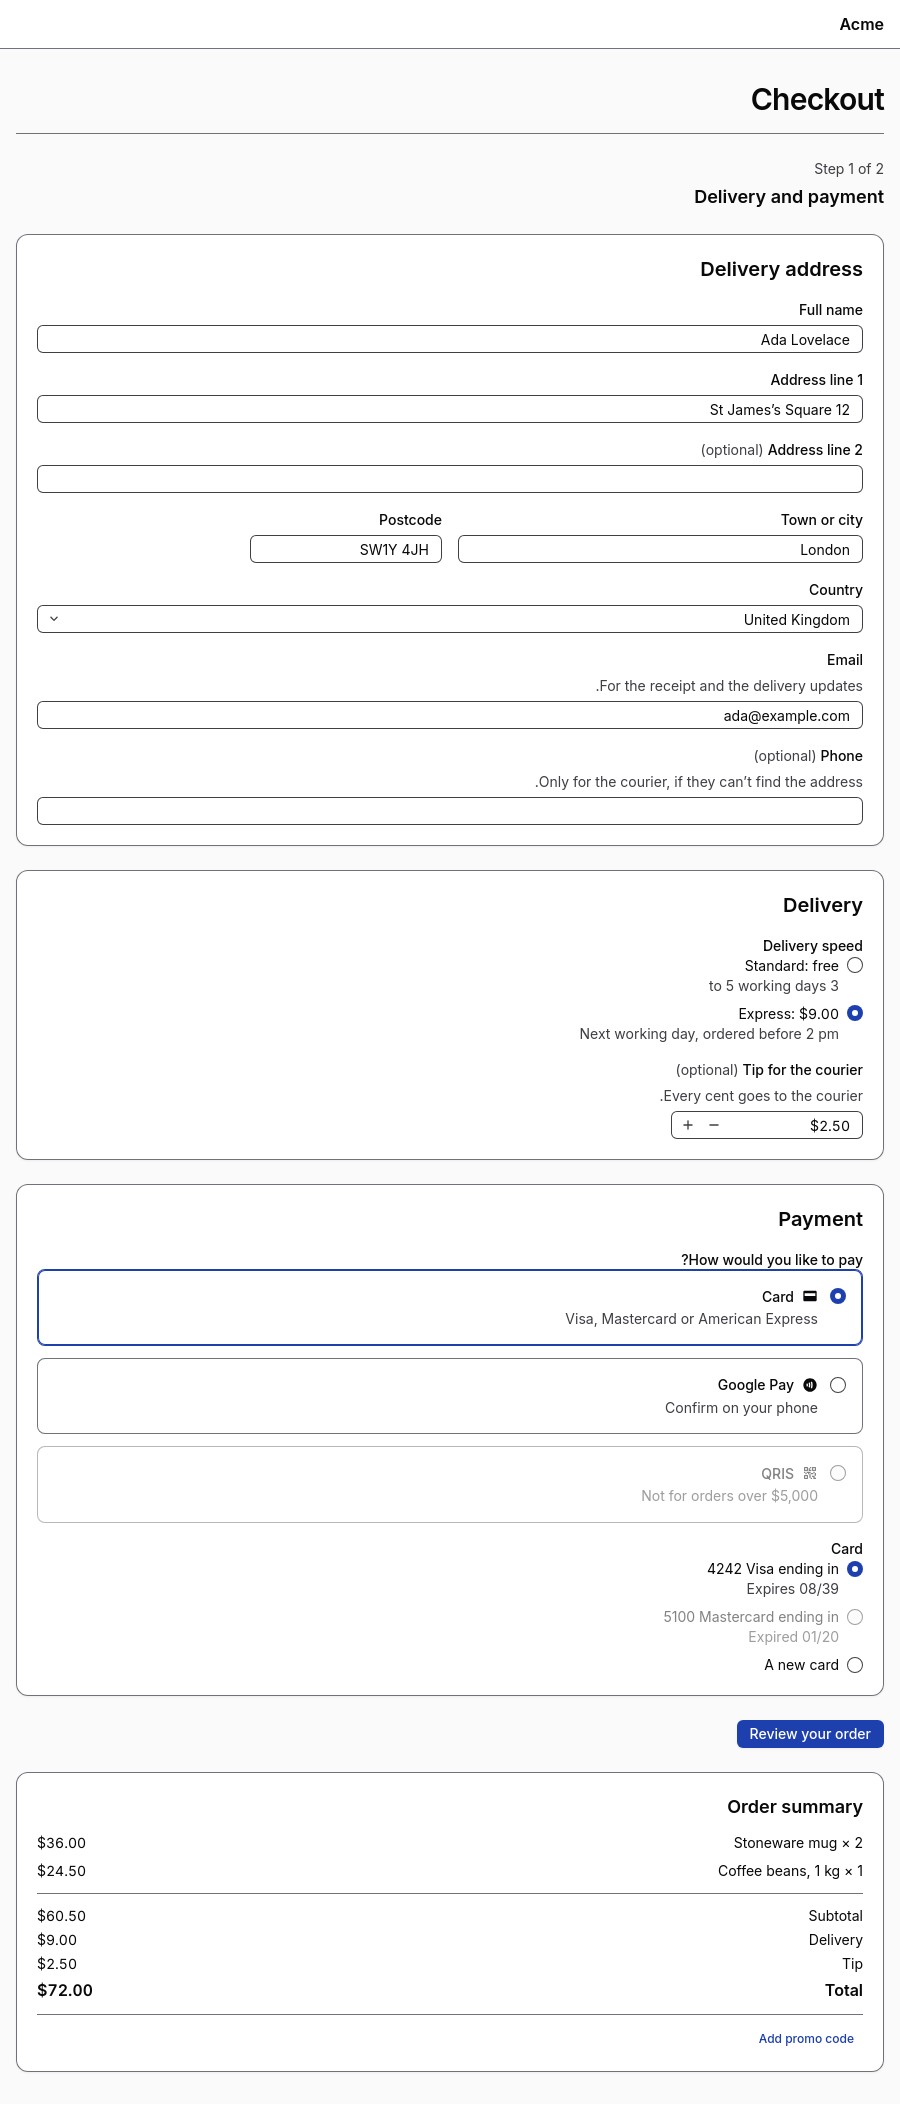 Acme
Checkout
Step 1 of 2
Delivery and payment
Delivery address
Full name
Ada Lovelace
Address line 1
St James’s Square 12
(optional) Address line 2
Town or city
Postcode
London
SW1Y 4JH
Country
United Kingdom
Email
.For the receipt and the delivery updates
ada@example.com
(optional) Phone
.Only for the courier, if they can’t find the address
Delivery
Delivery speed
Standard: free
to 5 working days 3
Express: $9.00
Next working day, ordered before 2 pm
(optional) Tip for the courier
.Every cent goes to the courier
+ − $2.50
Payment
?How would you like to pay
Card
Visa, Mastercard or American Express
Google Pay
Confirm on your phone
QRIS
Not for orders over $5,000
Card
4242 Visa ending in
Expires 08/39
5100 Mastercard ending in
Expired 01/20
A new card
Review your order
Order summary
Stoneware mug × 2
$36.00
Coffee beans, 1 kg × 1
$24.50
Subtotal
$60.50
Delivery
$9.00
Tip
$2.50
Total
$72.00
Add promo code